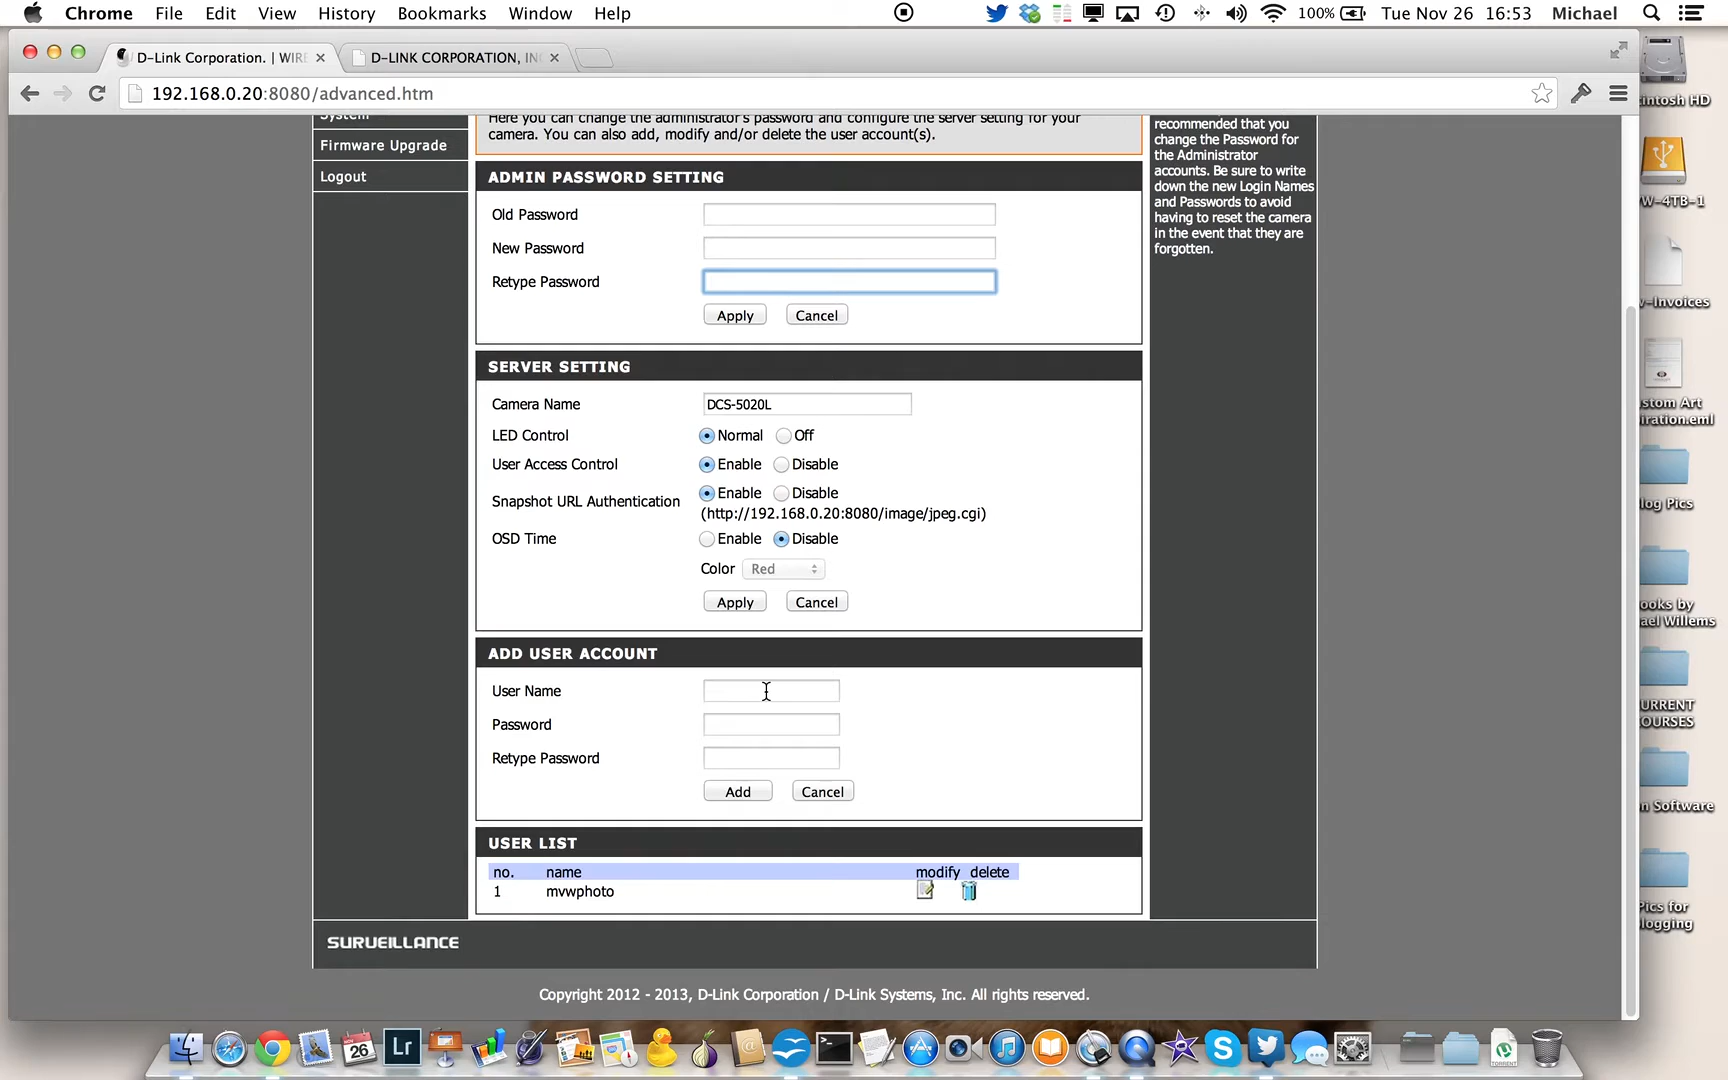 Chrome File Edit View History Bookmarks Window Help 100% Tue Nov 26 16:53 Michael
D-Link Corporation. | WIRE D-LINK CORPORATION, INC
192.168.0.20:8080/advanced.htm
System
Firmware Upgrade
Logout
Here you can change the administrator's password and configure the server setting for your
camera. You can also add, modify and/or delete the user account(s).
ADMIN PASSWORD SETTING
Old Password
New Password
Retype Password
Apply Cancel
SERVER SETTING
Camera Name DCS-5020L
LED Control Normal Off
User Access Control Enable Disable
Snapshot URL Authentication Enable Disable
(http://192.168.0.20:8080/image/jpeg.cgi)
OSD Time Enable Disable
Color Red
Apply Cancel
ADD USER ACCOUNT
User Name
Password
Retype Password
Add Cancel
USER LIST
no. name modify delete
1 mvwphoto
recommended that you
change the Password for
the Administrator
accounts. Be sure to write
down the new Login Names
and Passwords to avoid
having to reset the camera
in the event that they are
forgotten.
SURVEILLANCE
Copyright 2012 - 2013, D-Link Corporation / D-Link Systems, Inc. All rights reserved.
intosh HD
W-4TB-1
-Invoices
stom Art
iration.eml
log Pics
ooks by
ael Willems
URRENT
OURSES
n Software
Pics for
logging
26
Lr
TORRENT